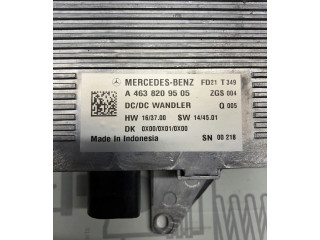 MERCEDES-BENZ FD21 T 349
A 463 820 95 05 ZGS 004
DC/DC WANDLER Q 005
HW 16/37.00 SW 14/45.01
DK 0X00/0X01/0X00
Made in Indonesia SN 00 218